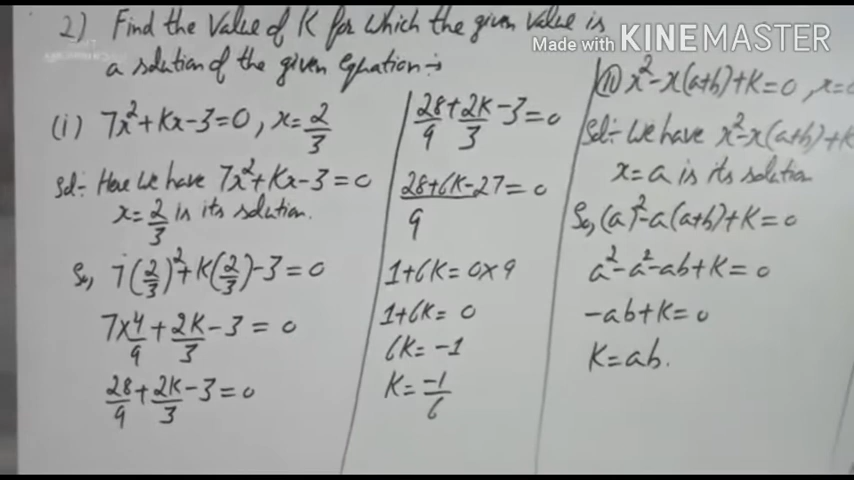 2) Find the Value of K for which the given value is
a solution of the given Equation :→
Made with KINEMASTER
(i) 7x²+Kx-3=0, x=2/3
Sol:- Here We have 7x²+Kx-3=0
x=2/3 is its solution.
So, 7(2/3)²+K(2/3)-3=0
7×4/9+2K/3-3=0
28/9+2K/3-3=0
28/9+2K/3-3=0
28+6K-27/9=0
1+6K=0×9
1+6K=0
6K=-1
K=-1/6
(ii) x²-x(a+b)+K=0, x=
Sol:- We have x²-x(a+b)+K
x=a is its solution
So, (a)²-a(a+b)+K=0
a²-a²-ab+K=0
-ab+K=0
K=ab.